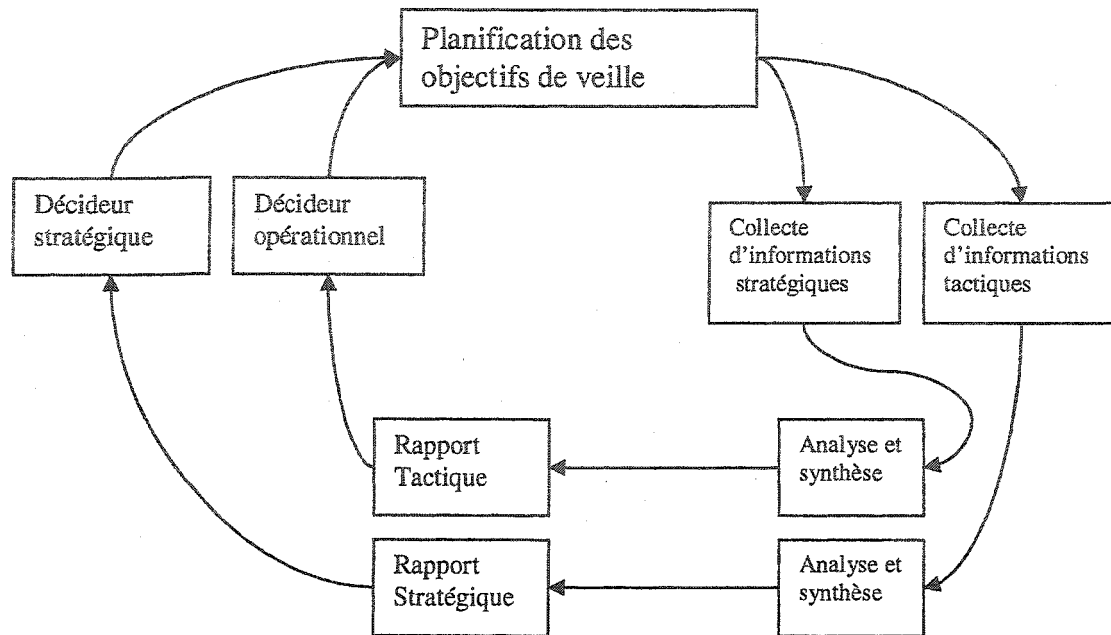 Planification des
objectifs de veille
Décideur
stratégique
Décideur
opérationnel
Collecte
d'informations
stratégiques
Collecte
d'informations
tactiques
Rapport
Tactique
Analyse et
synthèse
Rapport
Stratégique
Analyse et
synthèse